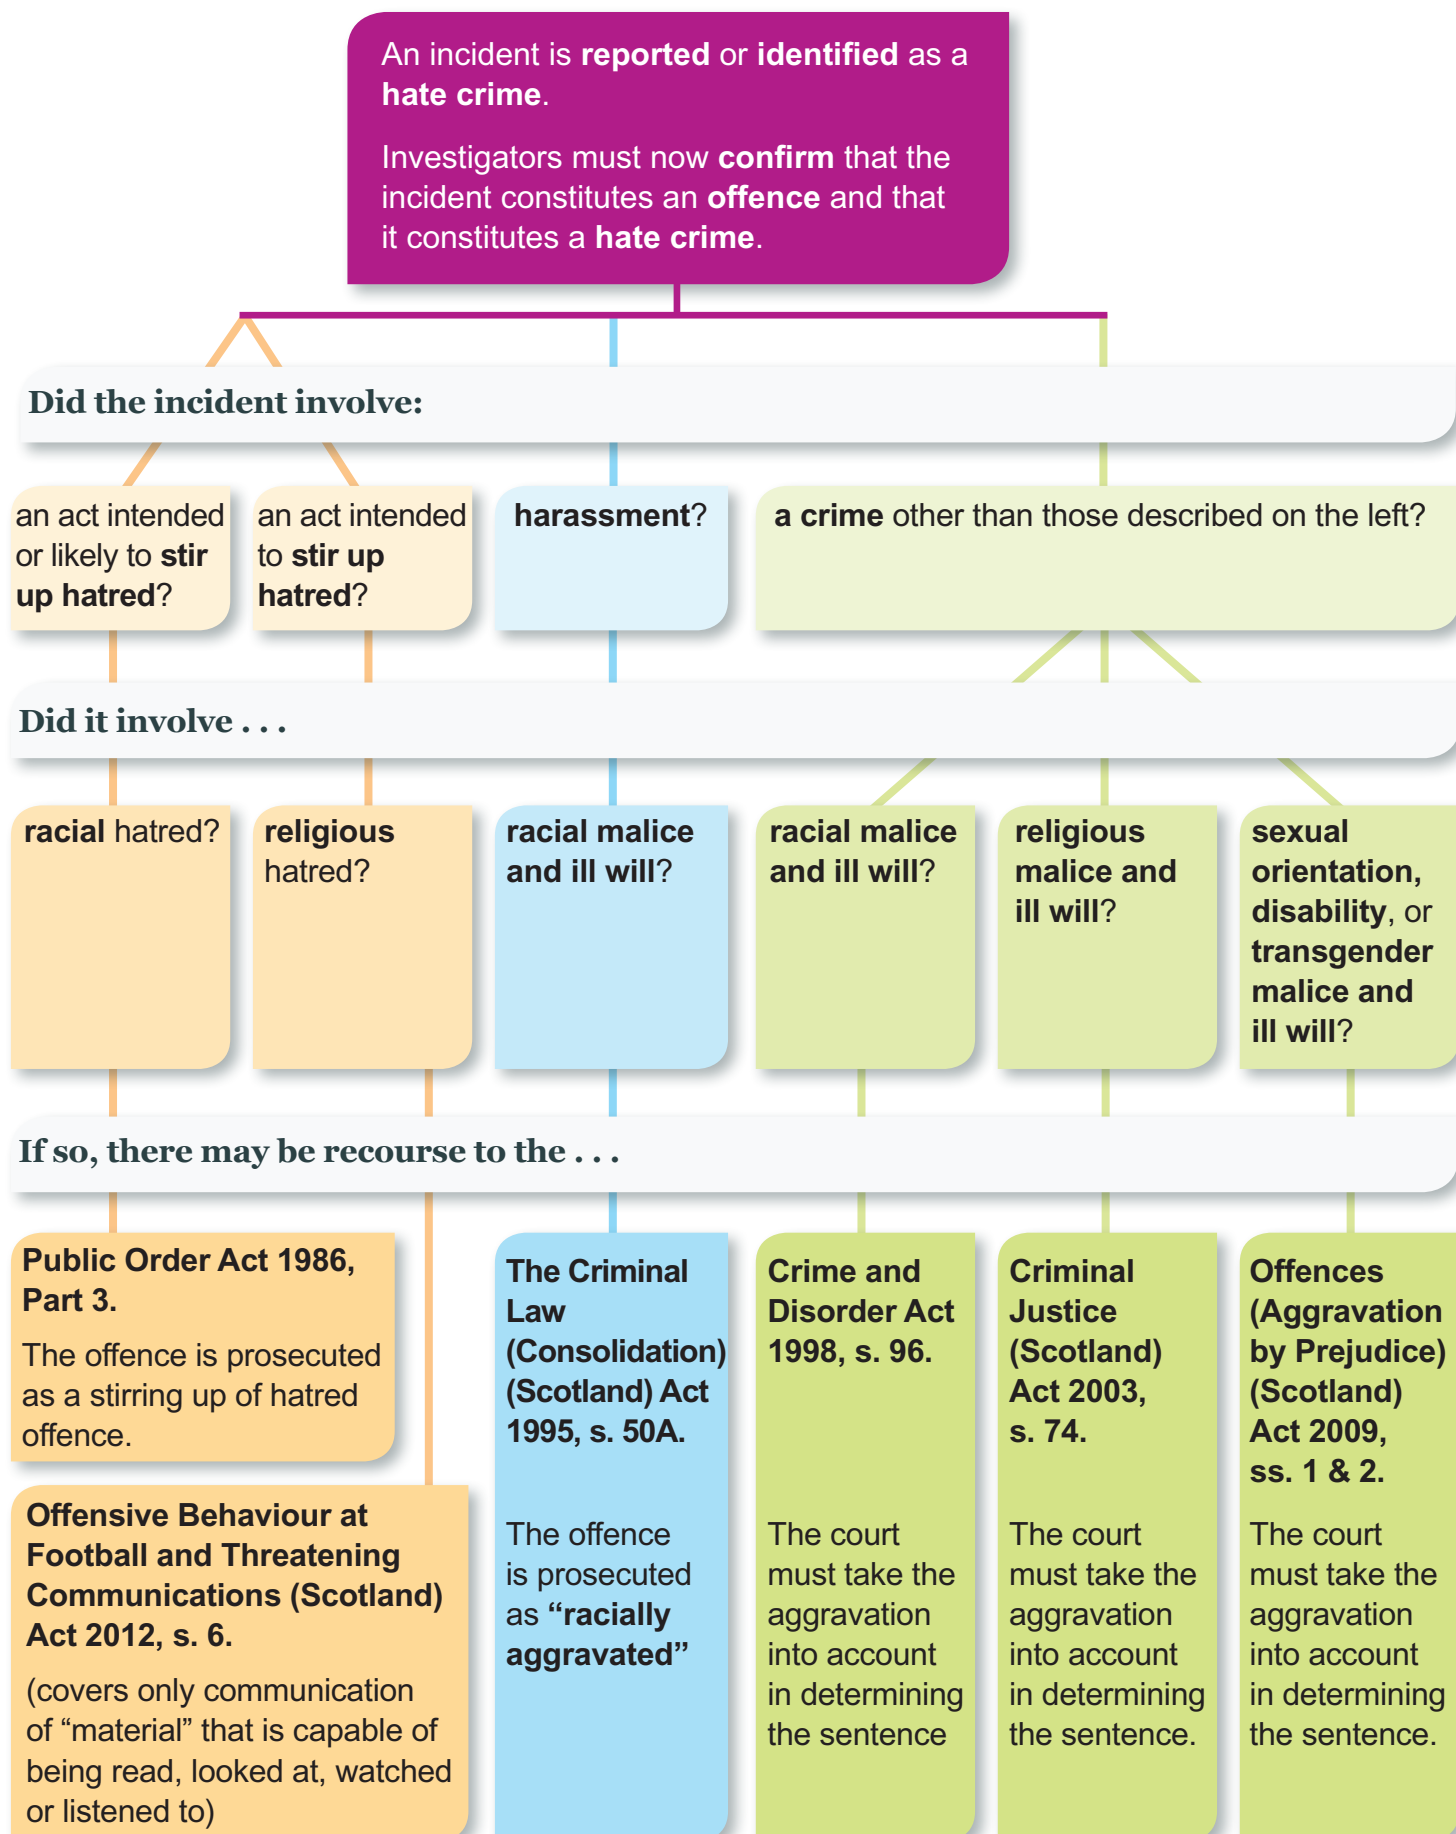 An incident is reported or identified as a
hate crime.
Investigators must now confirm that the
incident constitutes an offence and that
it constitutes a hate crime.
Did the incident involve:
an act intended
or likely to stir
up hatred?
an act intended
to stir up
hatred?
harassment?
a crime other than those described on the left?
Did it involve . . .
racial hatred?
religious
hatred?
racial malice
and ill will?
racial malice
and ill will?
religious
malice and
ill will?
sexual
orientation,
disability, or
transgender
malice and
ill will?
If so, there may be recourse to the . . .
Public Order Act 1986,
Part 3.
The offence is prosecuted
as a stirring up of hatred
offence.
Offensive Behaviour at
Football and Threatening
Communications (Scotland)
Act 2012, s. 6.
(covers only communication
of “material” that is capable of
being read, looked at, watched
or listened to)
The Criminal
Law
(Consolidation)
(Scotland) Act
1995, s. 50A.
The offence
is prosecuted
as “racially
aggravated”
Crime and
Disorder Act
1998, s. 96.
The court
must take the
aggravation
into account
in determining
the sentence
Criminal
Justice
(Scotland)
Act 2003,
s. 74.
The court
must take the
aggravation
into account
in determining
the sentence.
Offences
(Aggravation
by Prejudice)
(Scotland)
Act 2009,
ss. 1 & 2.
The court
must take the
aggravation
into account
in determining
the sentence.